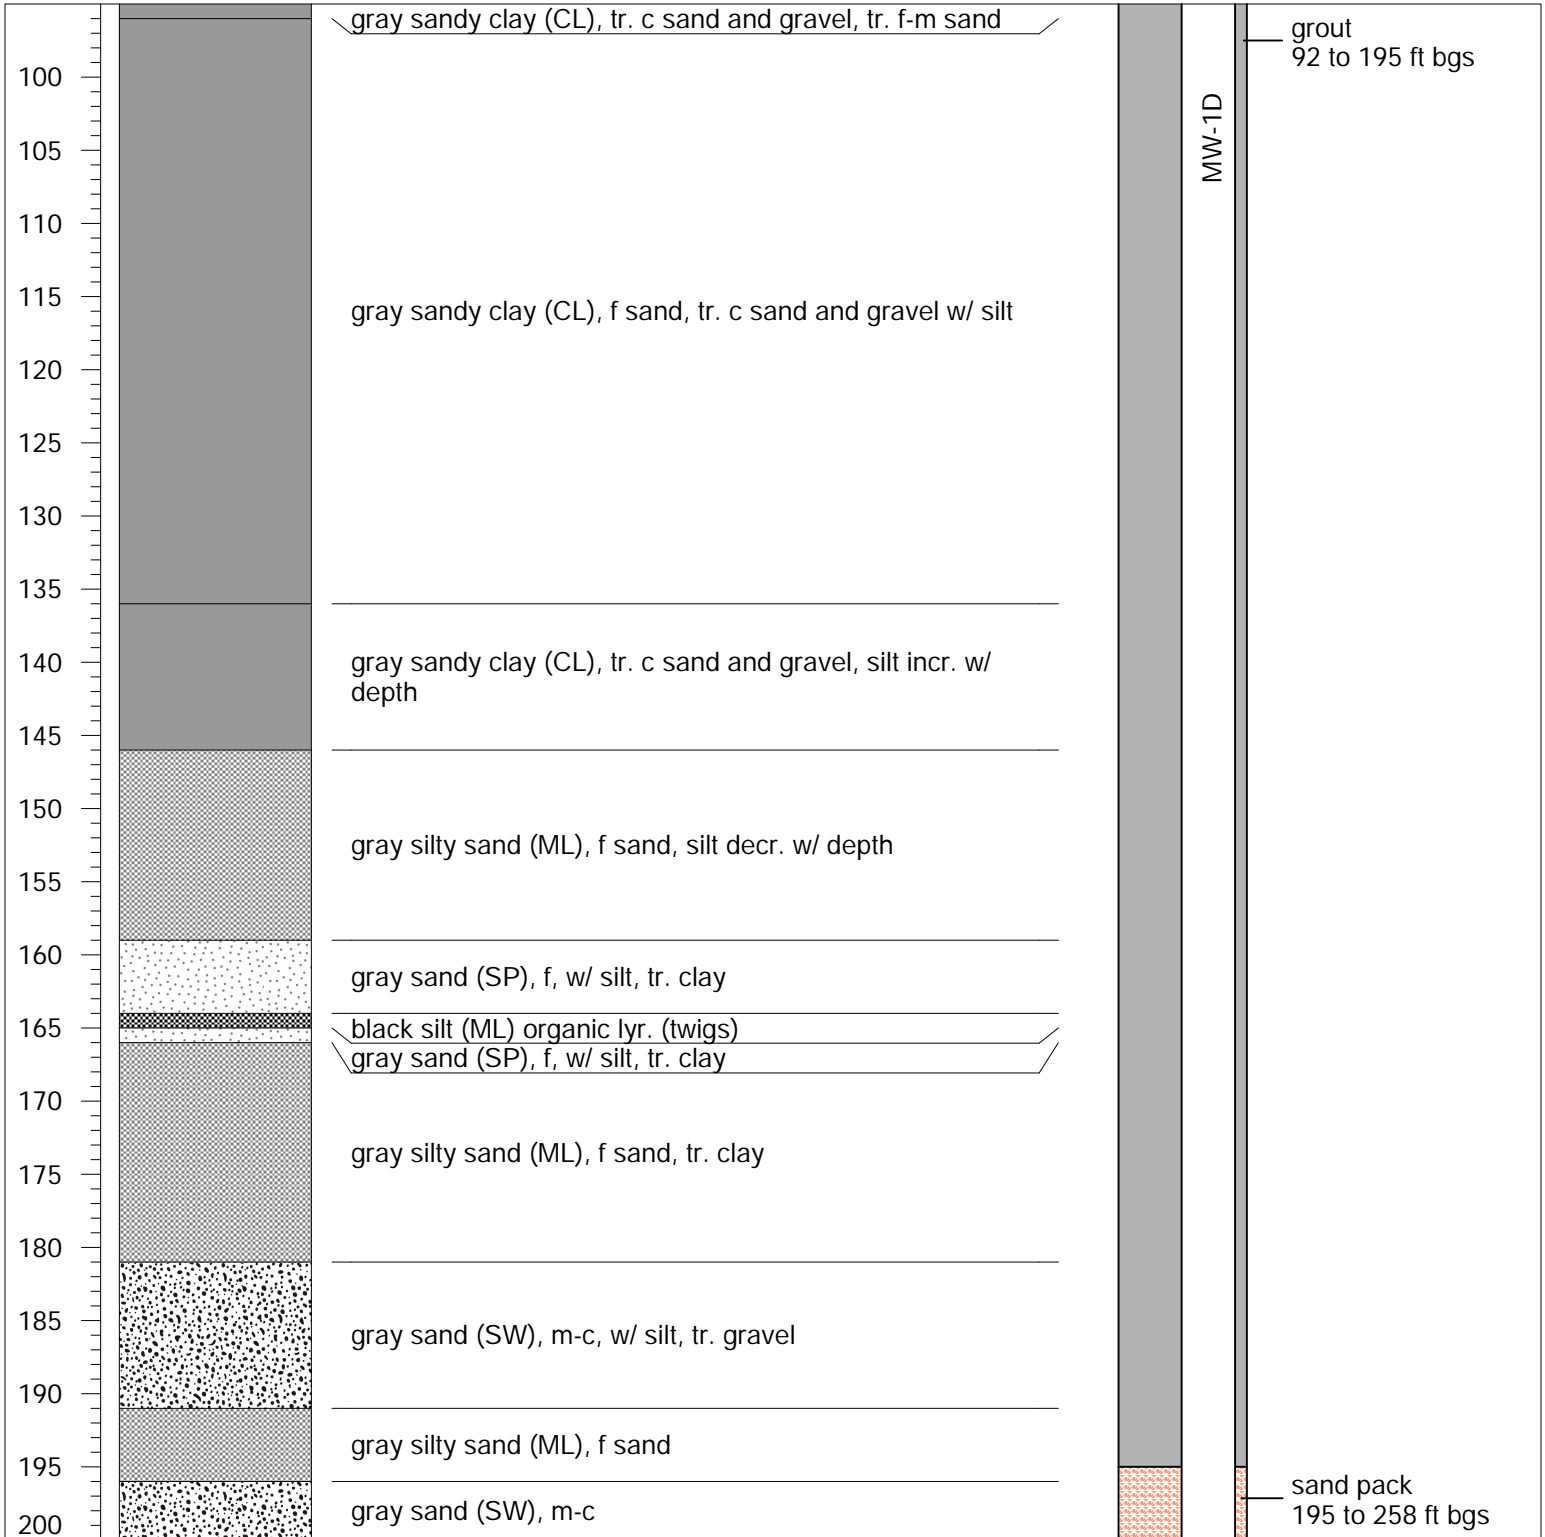 gray sandy clay (CL), tr. c sand and gravel, tr. f-m sand
grout
92 to 195 ft bgs
100
MW-1D
105
110
gray sandy clay (CL), f sand, tr. c sand and gravel w/ silt
115
120
125
130
135
gray sandy clay (CL), tr. c sand and gravel, silt incr. w/
depth
140
145
150
gray silty sand (ML), f sand, silt decr. w/ depth
155
160
gray sand (SP), f, w/ silt, tr. clay
165
black silt (ML) organic lyr. (twigs)
gray sand (SP), f, w/ silt, tr. clay
170
gray silty sand (ML), f sand, tr. clay
175
180
185
gray sand (SW), m-c, w/ silt, tr. gravel
190
gray silty sand (ML), f sand
195
sand pack
195 to 258 ft bgs
gray sand (SW), m-c
200